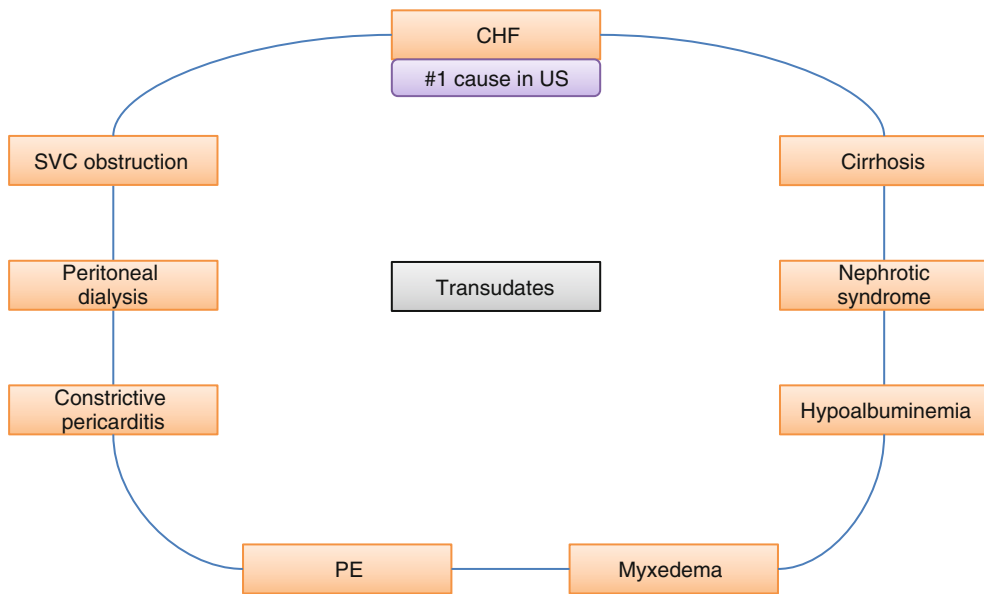 CHF
#1 cause in US
SVC obstruction
Cirrhosis
Peritoneal
dialysis
Transudates
Nephrotic
syndrome
Constrictive
pericarditis
Hypoalbuminemia
PE
Myxedema